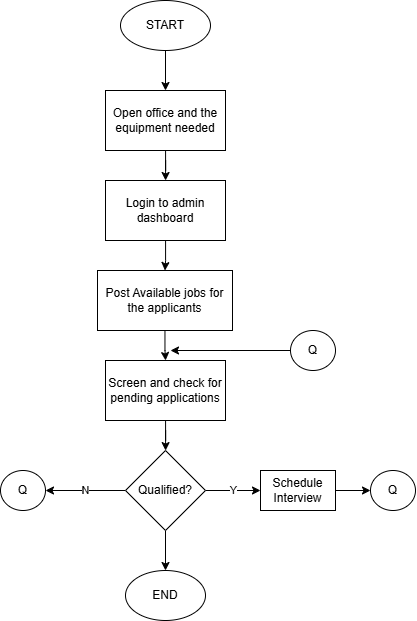 START
Open office and the
equipment needed
Login to admin
dashboard
Post Available jobs for
the applicants
Q
Screen and check for
pending applications
Q
N
Qualified?
Y
Schedule
Interview
Q
END